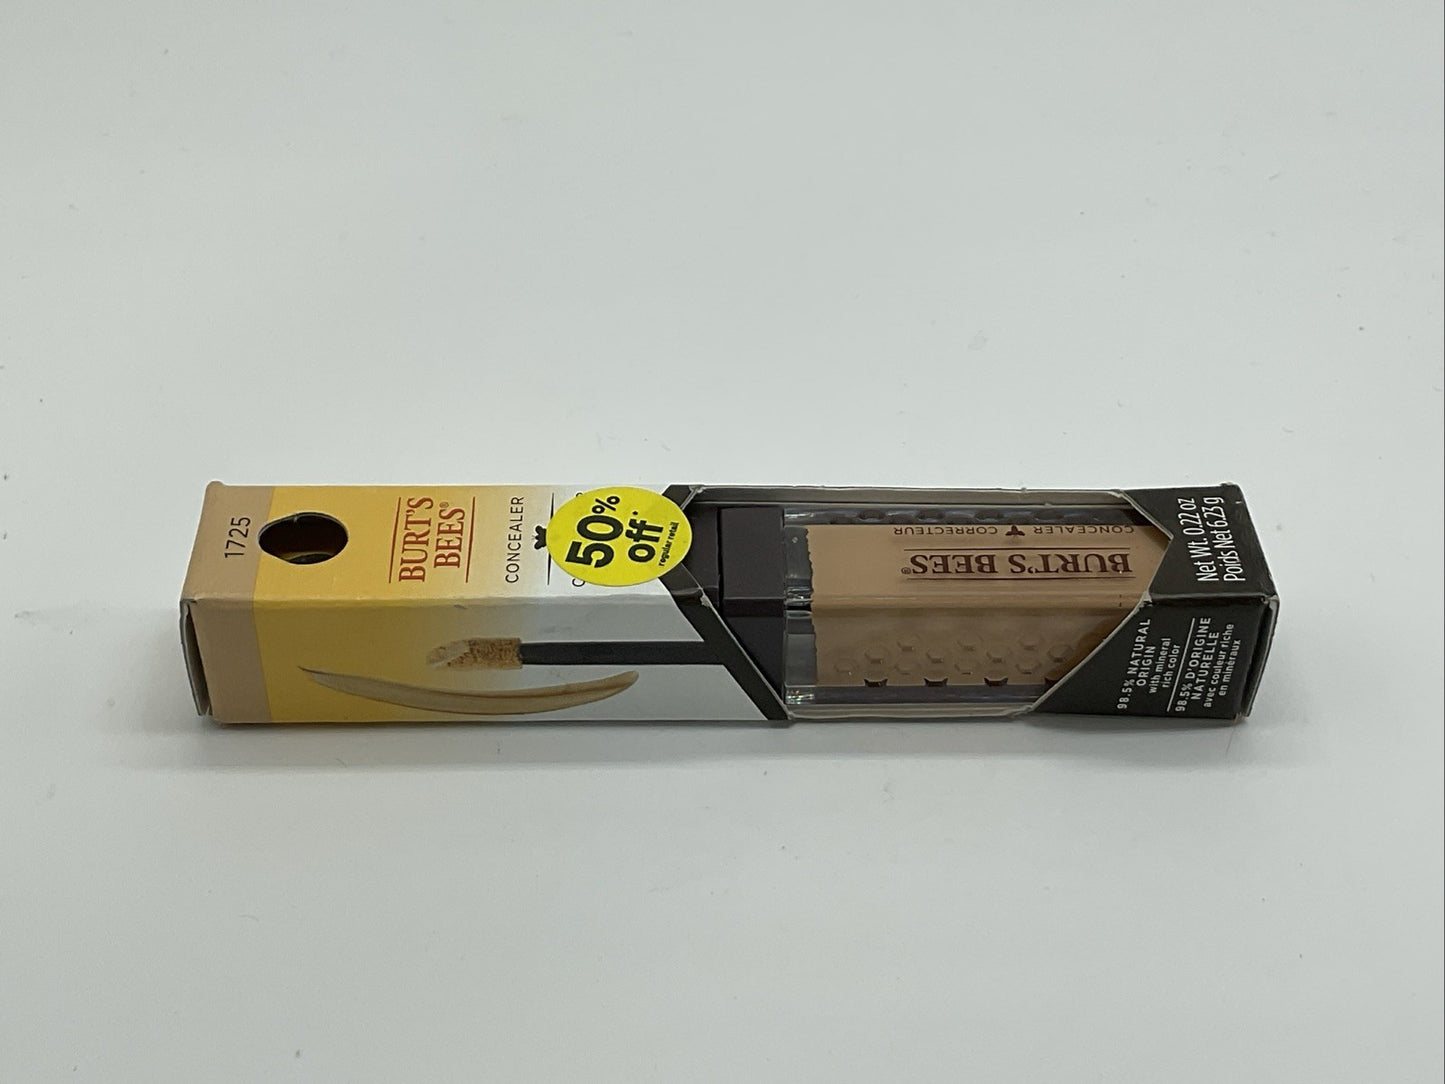 1725
BURT'S
BEES®
CONCEALER
50%
off*
regular retail
CONCEALER CORRECTEUR
BURT'S BEES®
Net Wt. 0.22 oz
Poids Net 6.23 g
98.5% NATURAL
ORIGIN
with mineral
rich color
98.5% D'ORIGINE
NATURELLE
avec couleur riche
en minéraux